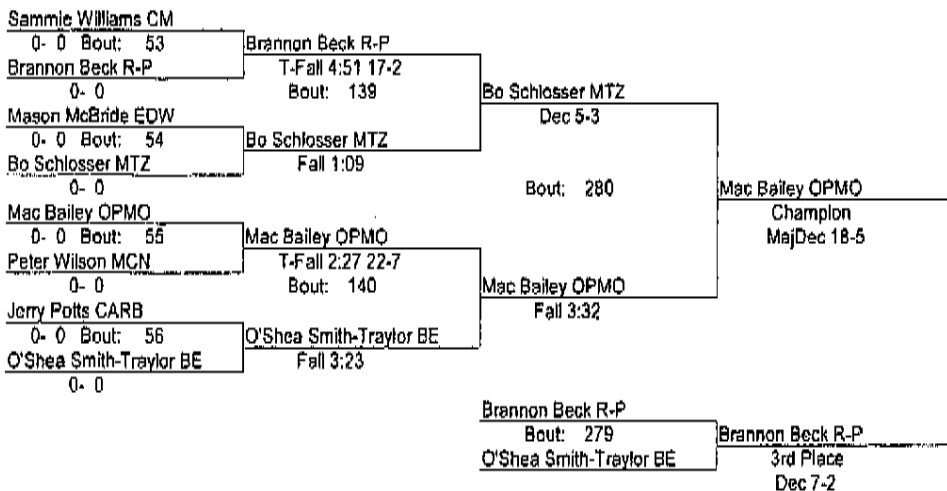 Sammie Williams CM
0- 0 Bout: 53
Brannon Beck R-P
0- 0
Mason McBride EDW
0- 0 Bout: 54
Bo Schlosser MTZ
0- 0
Mac Bailey OPMO
0- 0 Bout: 55
Peter Wilson MCN
0- 0
Jerry Potts CARB
0- 0 Bout: 56
O'Shea Smith-Traylor BE
0- 0
Brannon Beck R-P
T-Fall 4:51 17-2
Bout: 139
Bo Schlosser MTZ
Fall 1:09
Mac Bailey OPMO
T-Fall 2:27 22-7
Bout: 140
O'Shea Smith-Traylor BE
Fall 3:23
Bo Schlosser MTZ
Dec 5-3
Bout: 280
Mac Bailey OPMO
Fall 3:32
Mac Bailey OPMO
Champion
MajDec 18-5
Brannon Beck R-P
Bout: 279
O'Shea Smith-Traylor BE
Brannon Beck R-P
3rd Place
Dec 7-2